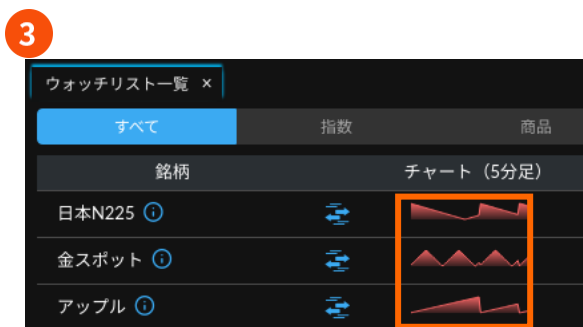 3
ウォッチリスト一覧 ×
すべて 指数 商品
銘柄 チャート（5分足）
日本N225
金スポット
アップル